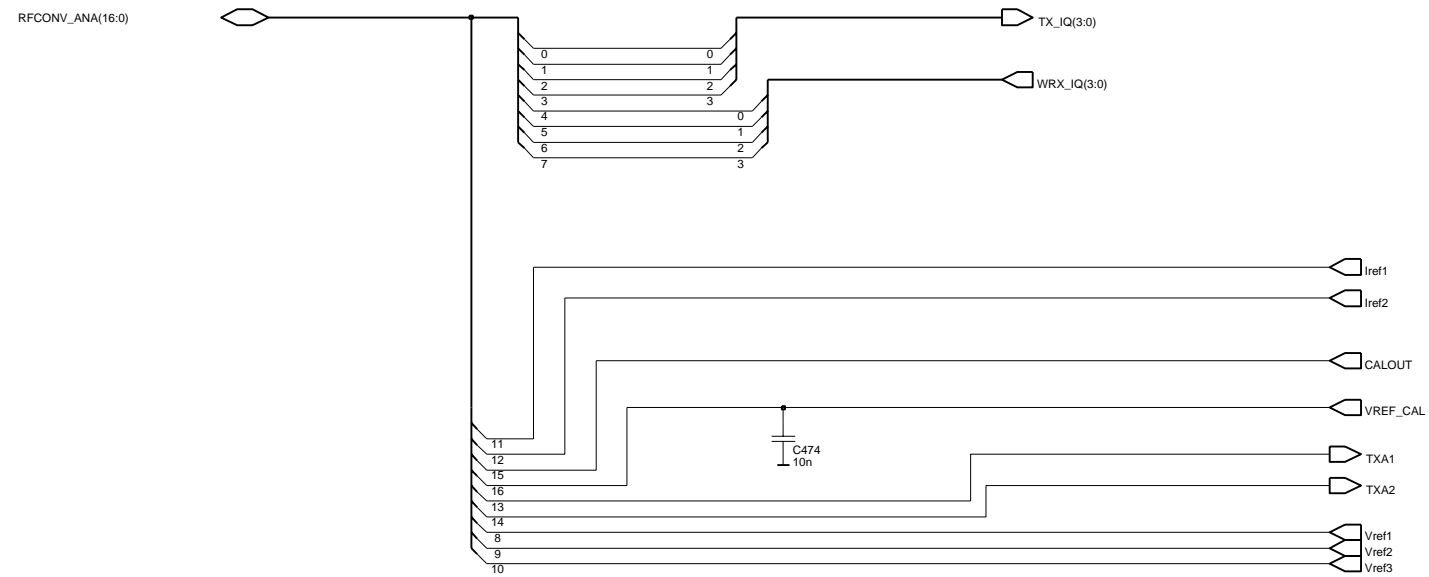 RFCONV_ANA(16:0)
TX_IQ(3:0)
0 0
1 1
2 2
WRX_IQ(3:0)
3 3
4 0
5 1
6 2
7 3
Iref1
Iref2
CALOUT
VREF_CAL
11
C474
12
10n
TXA1
15
16
TXA2
13
14
8
Vref1
9
Vref2
10
Vref3